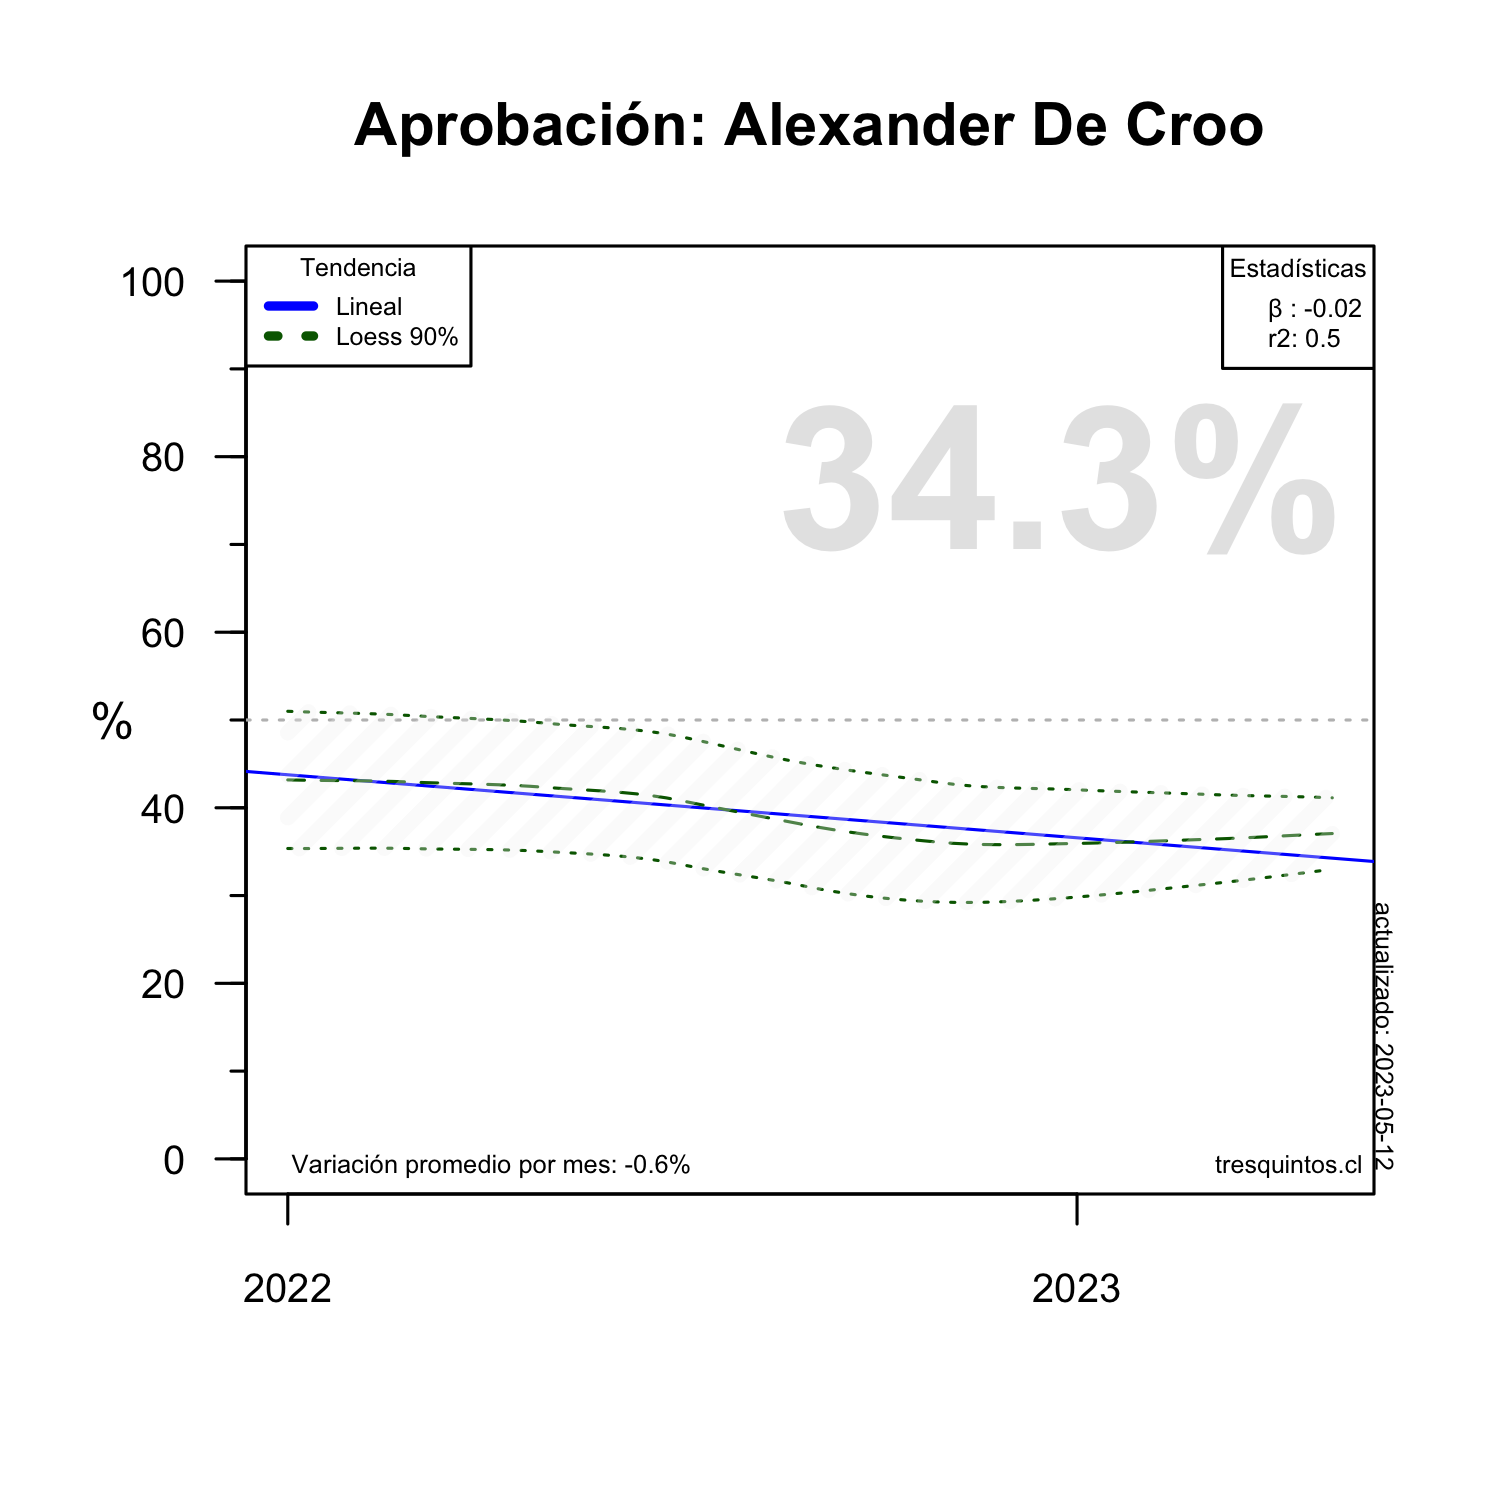 Aprobación: Alexander De Croo
Tendencia
Lineal
Loess 90%
Estadísticas
β : -0.02
r2: 0.5
34.3%
100
80
60
40
20
0
%
Variación promedio por mes: -0.6%
tresquintos.cl
actualizado: 2023-05-12
2022
2023